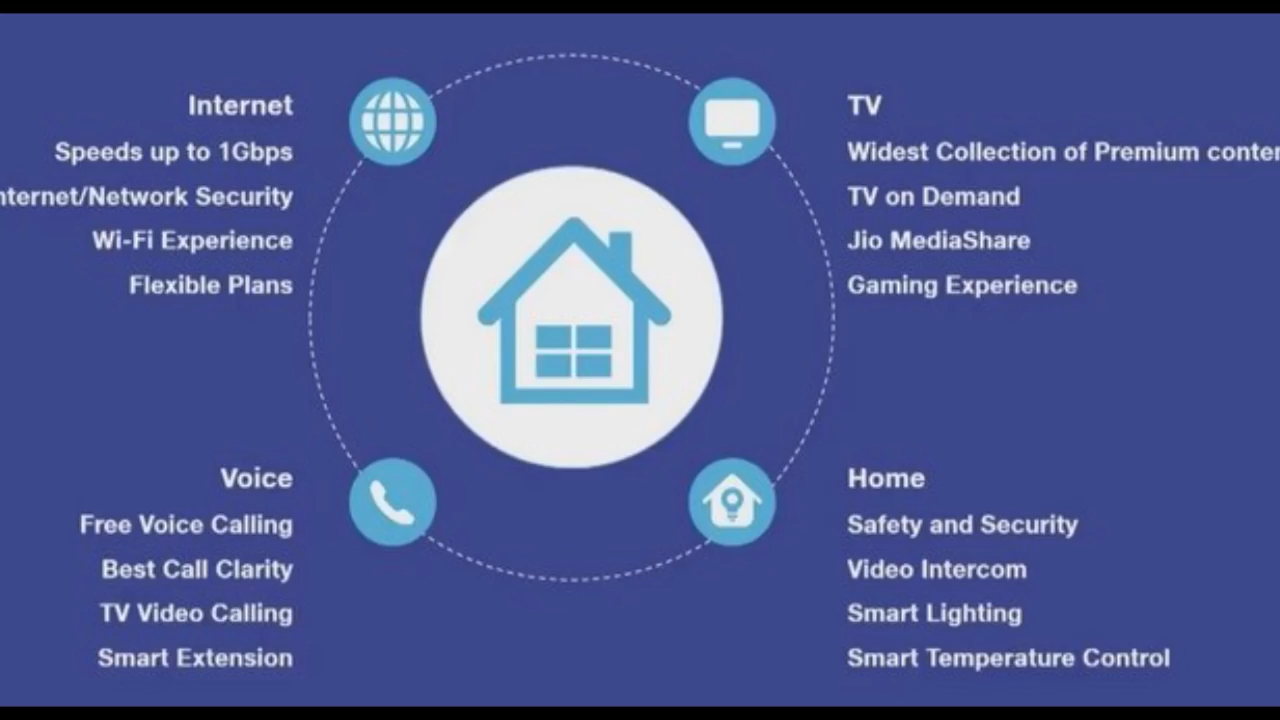 Internet
Speeds up to 1Gbps
nternet/Network Security
Wi-Fi Experience
Flexible Plans
TV
Widest Collection of Premium conter
TV on Demand
Jio MediaShare
Gaming Experience
Voice
Free Voice Calling
Best Call Clarity
TV Video Calling
Smart Extension
Home
Safety and Security
Video Intercom
Smart Lighting
Smart Temperature Control